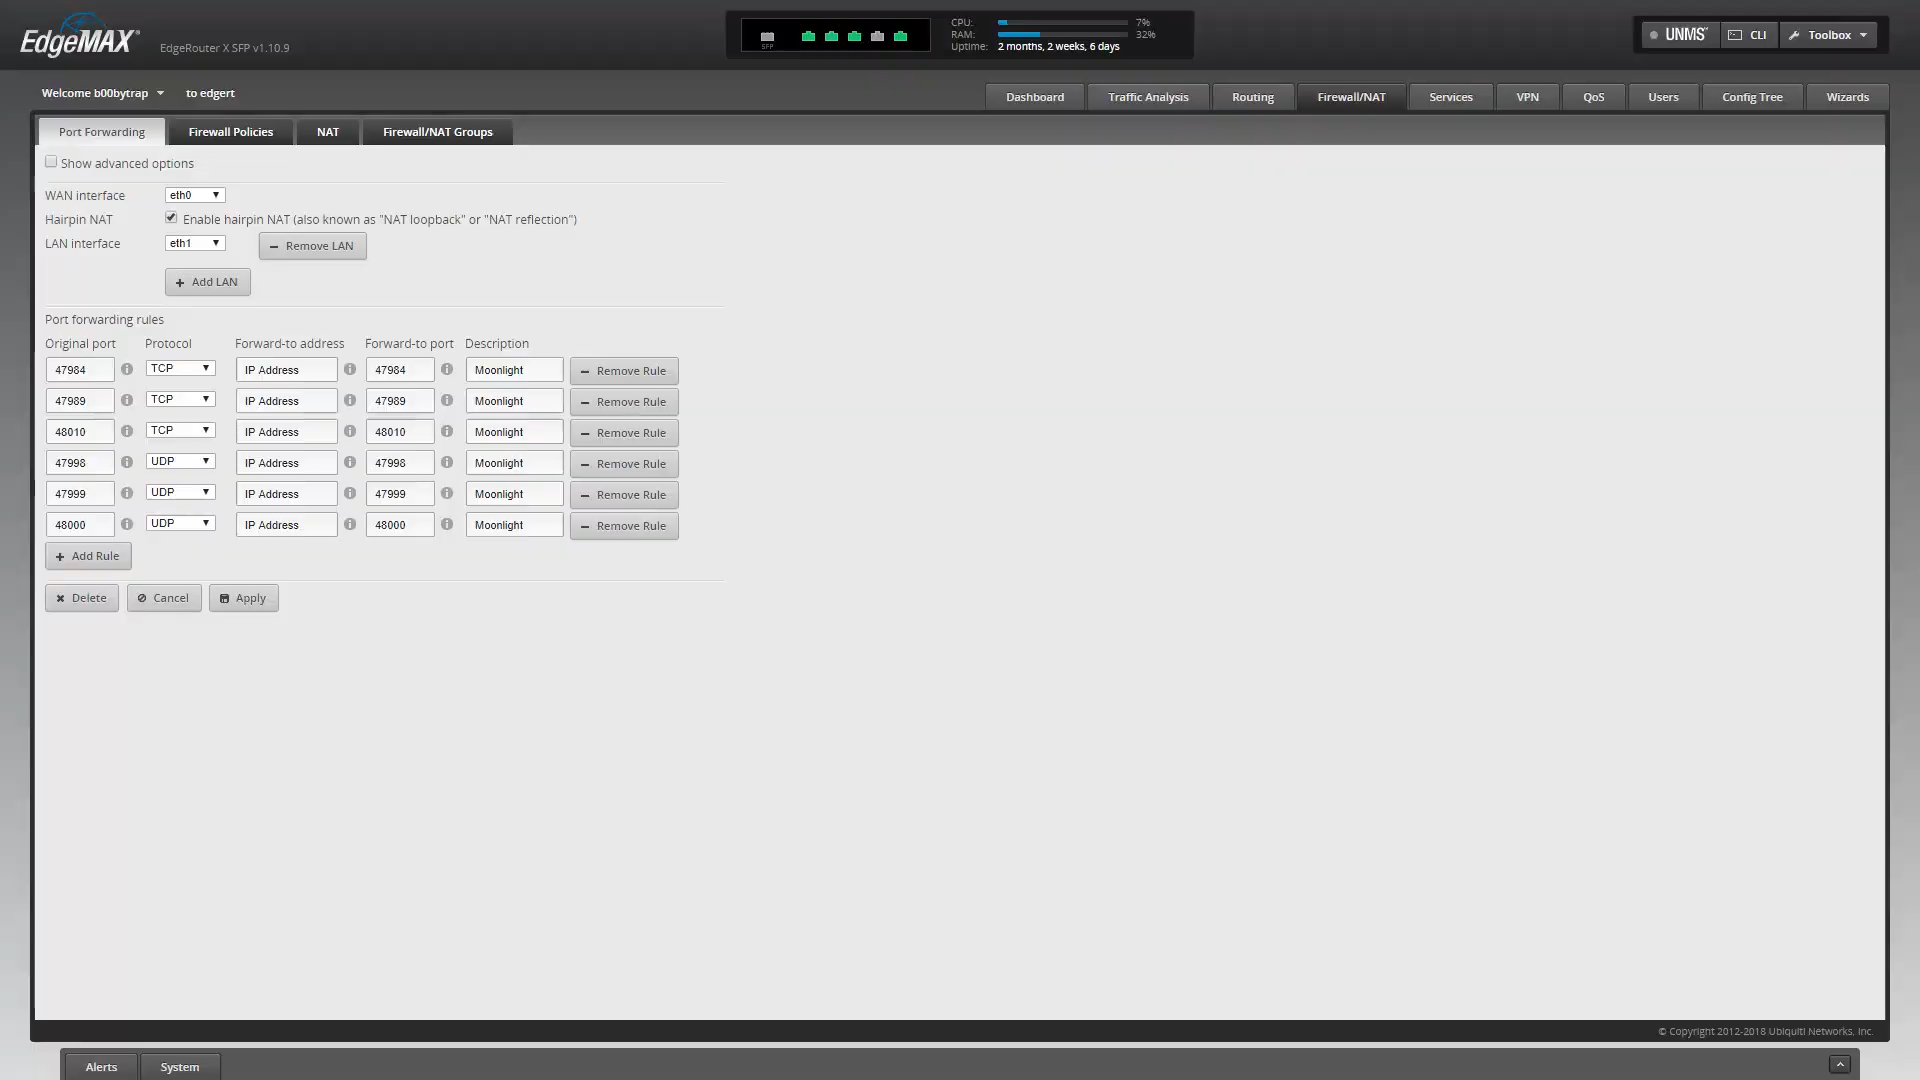 EdgeMAX
EdgeRouter X SFP v1.10.9
SFP
CPU: 7%
RAM: 32%
Uptime: 2 months, 2 weeks, 6 days
UNMS CLI Toolbox
Welcome b00bytrap to edgert
Dashboard Traffic Analysis Routing Firewall/NAT Services VPN QoS Users Config Tree Wizards
Port Forwarding Firewall Policies NAT Firewall/NAT Groups
Show advanced options
WAN interface eth0
Hairpin NAT Enable hairpin NAT (also known as "NAT loopback" or "NAT reflection")
LAN interface eth1 Remove LAN
Add LAN
Port forwarding rules
Original port Protocol Forward-to address Forward-to port Description
47984 TCP IP Address 47984 Moonlight Remove Rule
47989 TCP IP Address 47989 Moonlight Remove Rule
48010 TCP IP Address 48010 Moonlight Remove Rule
47998 UDP IP Address 47998 Moonlight Remove Rule
47999 UDP IP Address 47999 Moonlight Remove Rule
48000 UDP IP Address 48000 Moonlight Remove Rule
Add Rule
Delete Cancel Apply
© Copyright 2012-2018 Ubiquiti Networks, Inc.
Alerts System